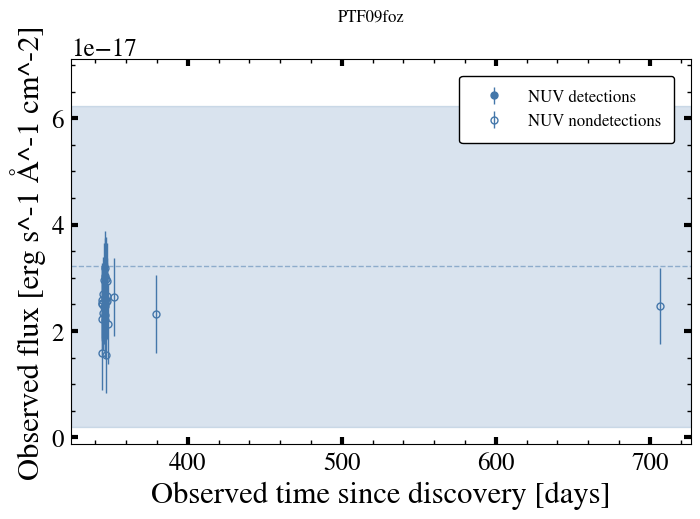 PTF09foz
1e−17
NUV detections
NUV nondetections
6
4
2
0
400 500 600 700
Observed time since discovery [days]
Observed flux [erg s^-1 Å^-1 cm^-2]